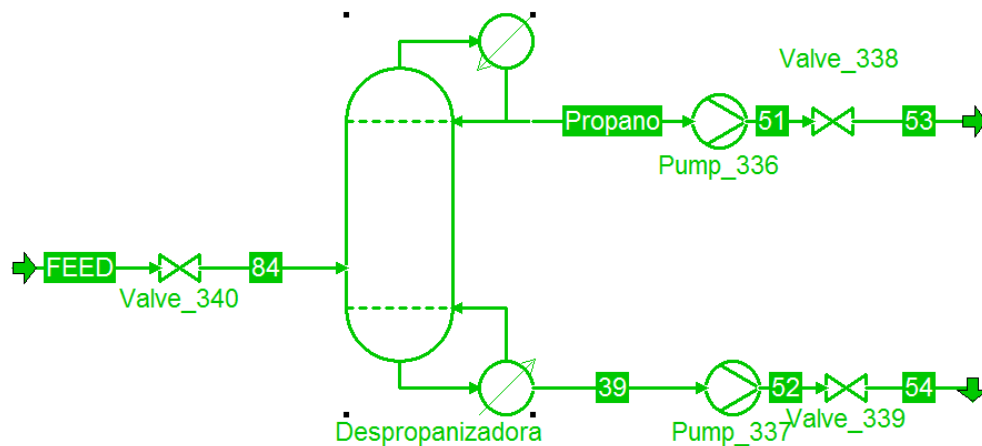 Valve_338
Propano
51
53
Pump_336
FEED
84
Valve_340
39
52
54
Despropanizadora
Pump_337
Valve_339